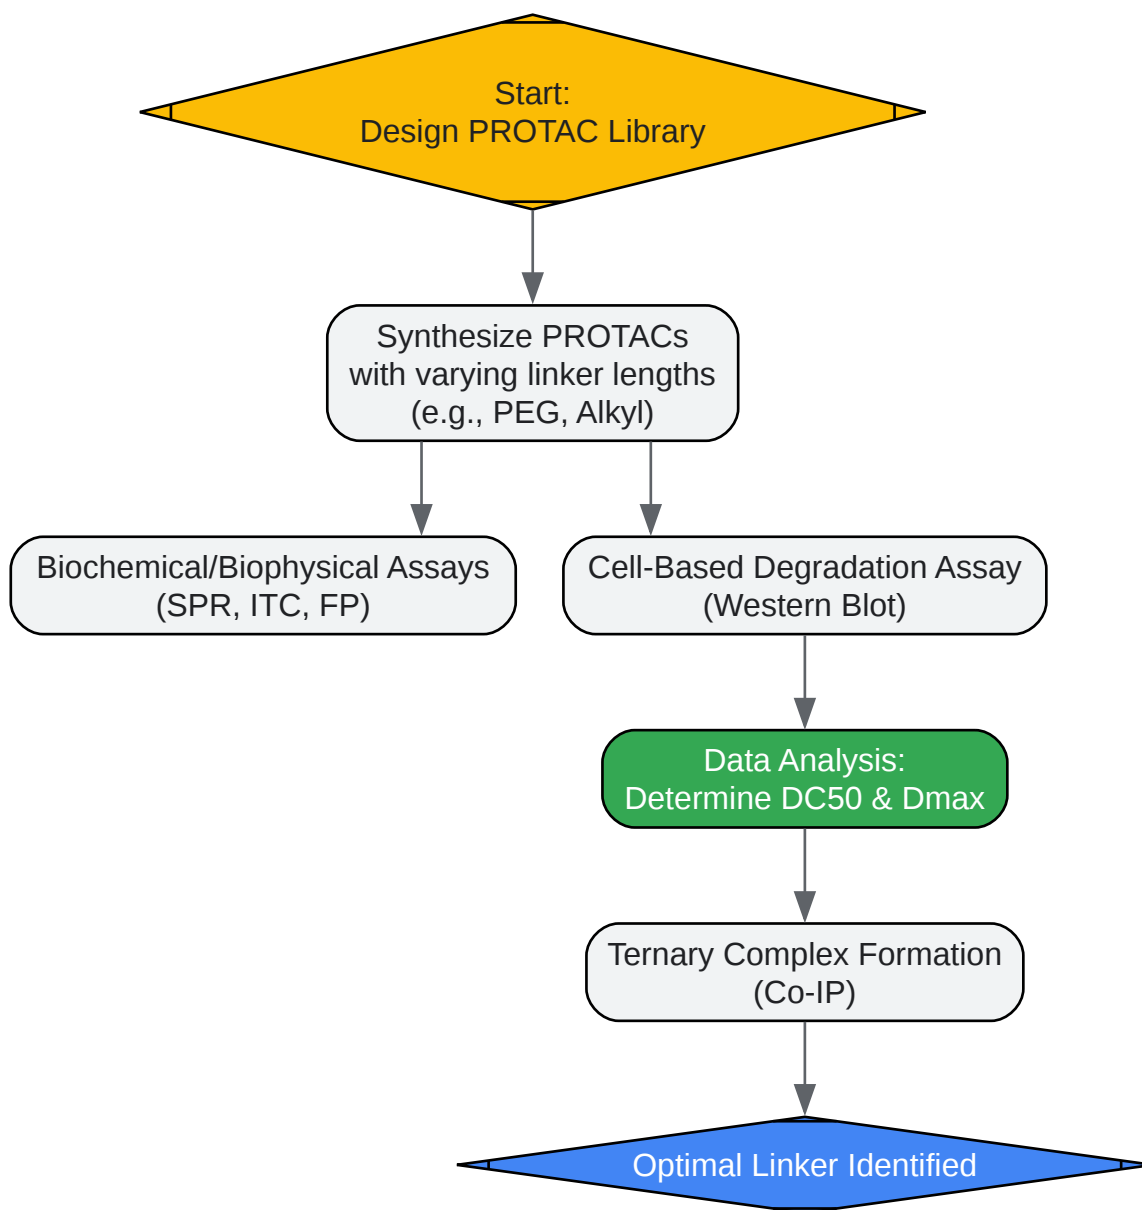 Start:
Design PROTAC Library
Synthesize PROTACs
with varying linker lengths
(e.g., PEG, Alkyl)
Biochemical/Biophysical Assays
(SPR, ITC, FP)
Cell-Based Degradation Assay
(Western Blot)
Data Analysis:
Determine DC50 & Dmax
Ternary Complex Formation
(Co-IP)
Optimal Linker Identified